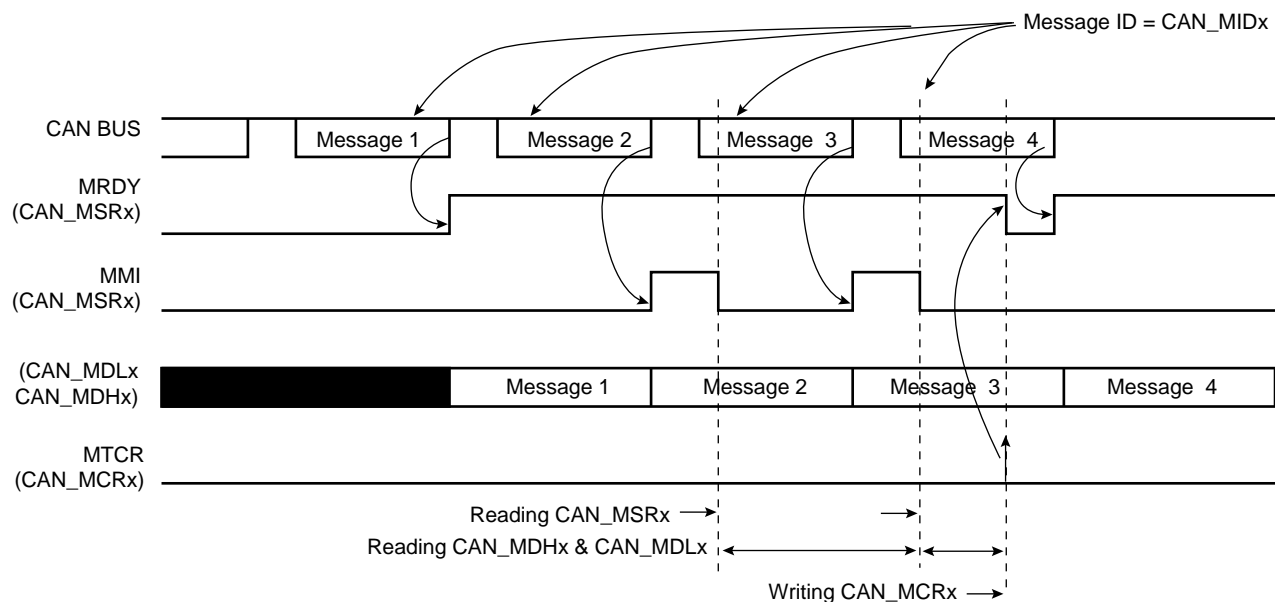 Message ID = CAN_MIDx
CAN BUS
Message 1
Message 2
Message 3
Message 4
MRDY
(CAN_MSRx)
MMI
(CAN_MSRx)
(CAN_MDLx
CAN_MDHx)
Message 1
Message 2
Message 3
Message 4
MTCR
(CAN_MCRx)
Reading CAN_MSRx
Reading CAN_MDHx & CAN_MDLx
Writing CAN_MCRx